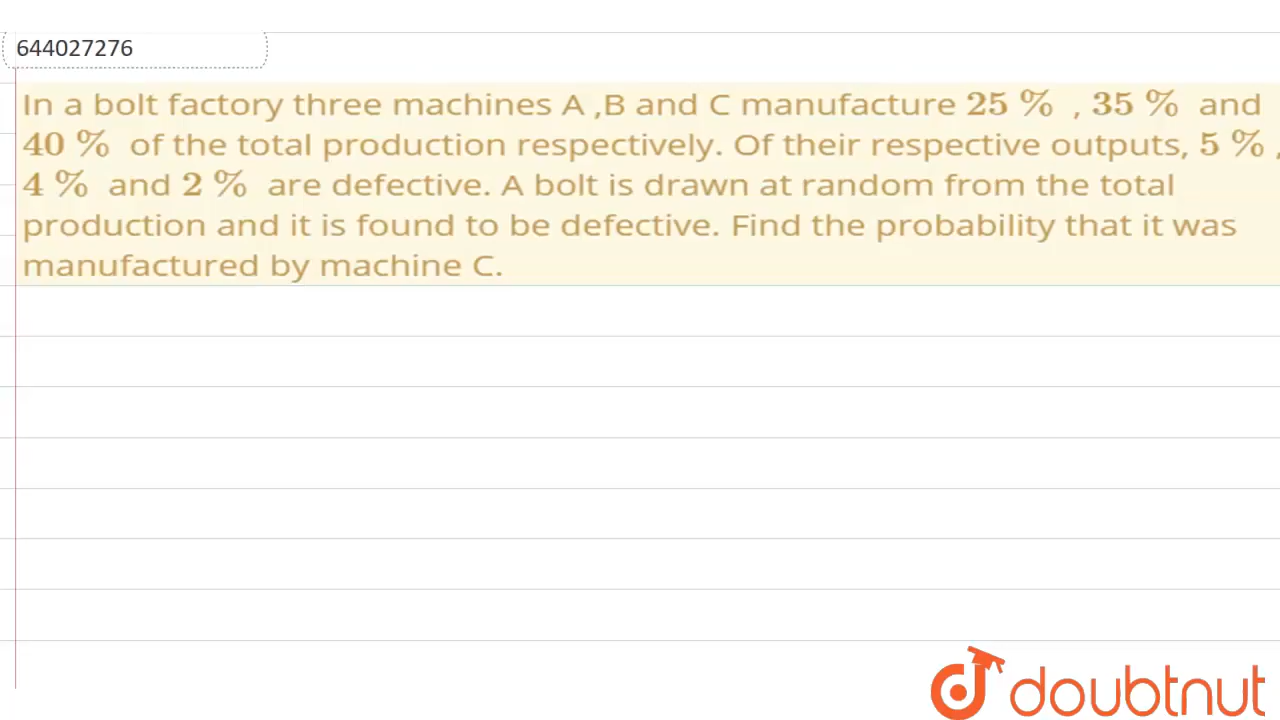 644027276
In a bolt factory three machines A ,B and C manufacture 25 % , 35 % and
40 % of the total production respectively. Of their respective outputs, 5 % ,
4 % and 2 % are defective. A bolt is drawn at random from the total
production and it is found to be defective. Find the probability that it was
manufactured by machine C.
doubtnut